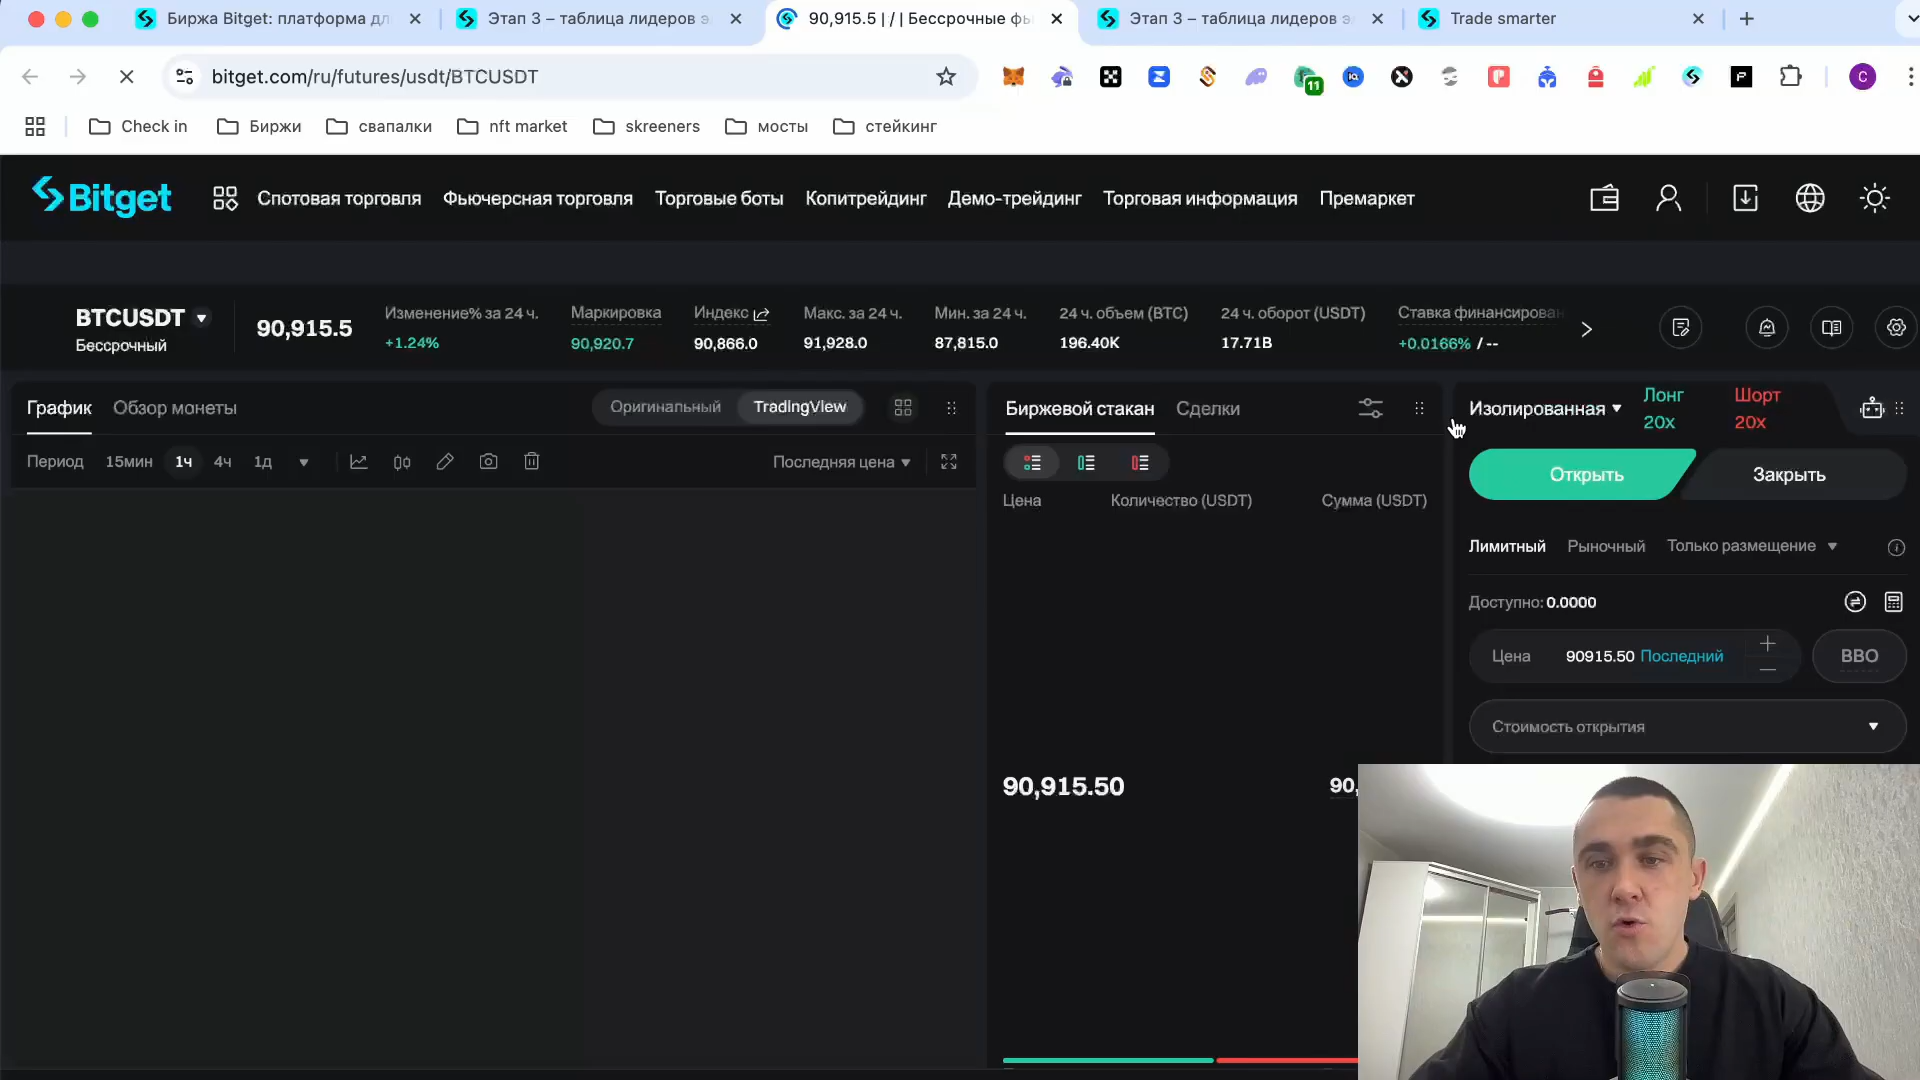 Биржа Bitget: платформа дл
Этап 3 – таблица лидеров э
90,915.5 | / | Бессрочные фь
Этап 3 – таблица лидеров э
Trade smarter
bitget.com/ru/futures/usdt/BTCUSDT
11
C
Check in
Биржи
свапалки
nft market
skreeners
мосты
стейкинг
Bitget
Спотовая торговля
Фьючерсная торговля
Торговые боты
Копитрейдинг
Демо-трейдинг
Торговая информация
Премаркет
BTCUSDT
Бессрочный
90,915.5
Изменение% за 24 ч.
+1.24%
Маркировка
90,920.7
Индекс
90,866.0
Макс. за 24 ч.
91,928.0
Мин. за 24 ч.
87,815.0
24 ч. объем (BTC)
196.40K
24 ч. оборот (USDT)
17.71B
Ставка финансирован
+0.0166% / --
График
Обзор монеты
Оригинальный
TradingView
Период
15мин
1ч
4ч
1д
Последняя цена
Биржевой стакан
Сделки
Цена
Количество (USDT)
Сумма (USDT)
90,915.50
90,
Изолированная
Лонг
20x
Шорт
20x
Открыть
Закрыть
Лимитный
Рыночный
Только размещение
Доступно: 0.0000
Цена
90915.50
Последний
BBO
Стоимость открытия